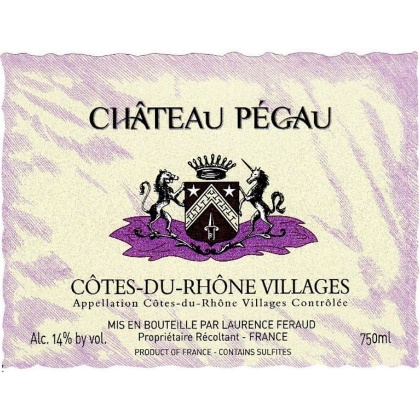 CHÂTEAU PÉGAU
CÔTES-DU-RHÔNE VILLAGES
Appellation Côtes-du-Rhône Villages Contrôlée
MIS EN BOUTEILLE PAR LAURENCE FERAUD
Alc. 14% by vol. Propriétaire Récoltant - FRANCE 750ml
PRODUCT OF FRANCE - CONTAINS SULFITES